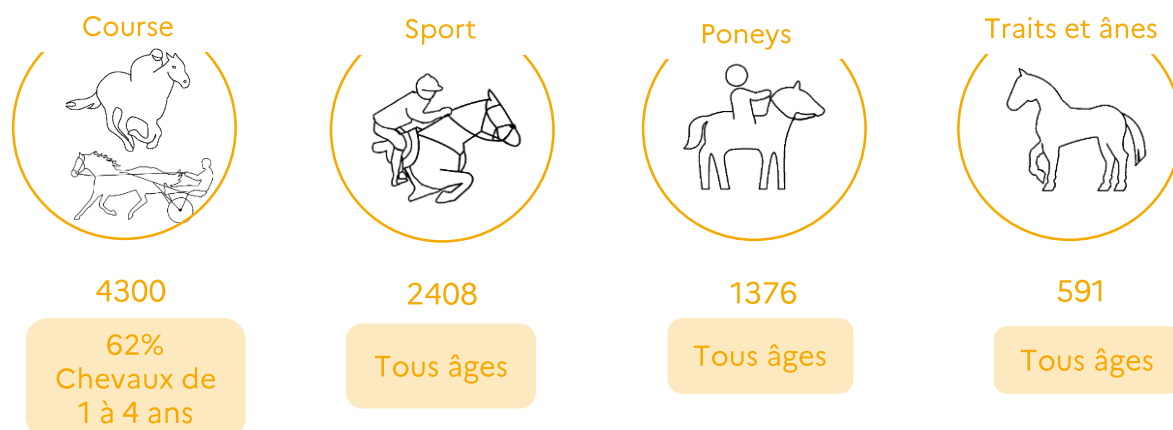 Course
Sport
Poneys
Traits et ânes
4300
2408
1376
591
62%
Chevaux de
1 à 4 ans
Tous âges
Tous âges
Tous âges